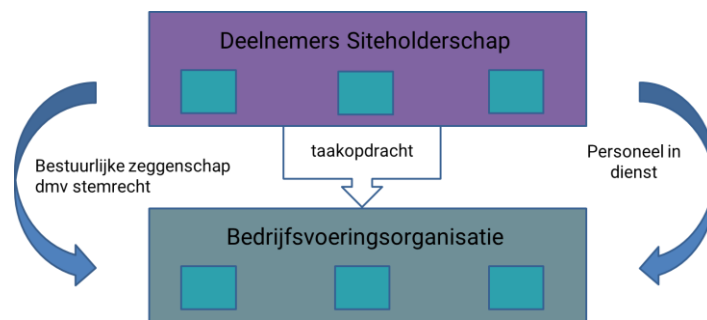 Deelnemers Siteholderschap
taakopdracht
Bestuurlijke zeggenschap
dmv stemrecht
Personeel in
dienst
Bedrijfsvoeringsorganisatie